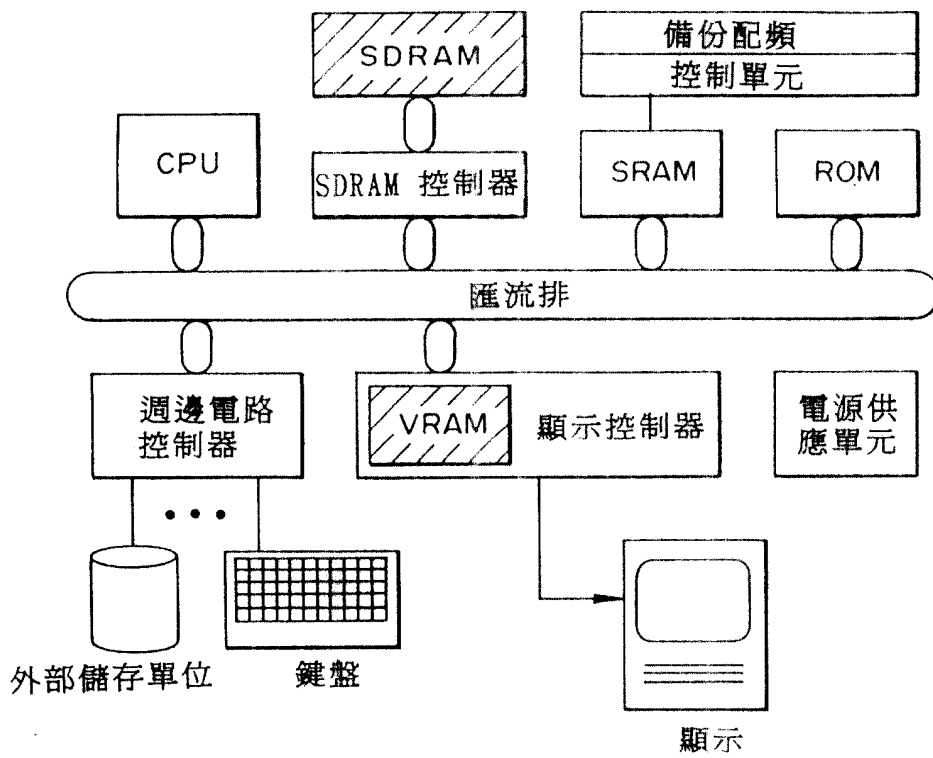 SDRAM
備份配頻
控制單元
CPU
SDRAM 控制器
SRAM
ROM
匯流排
週邊電路
控制器
VRAM
顯示控制器
電源供
應單元
外部儲存單位
鍵盤
顯示